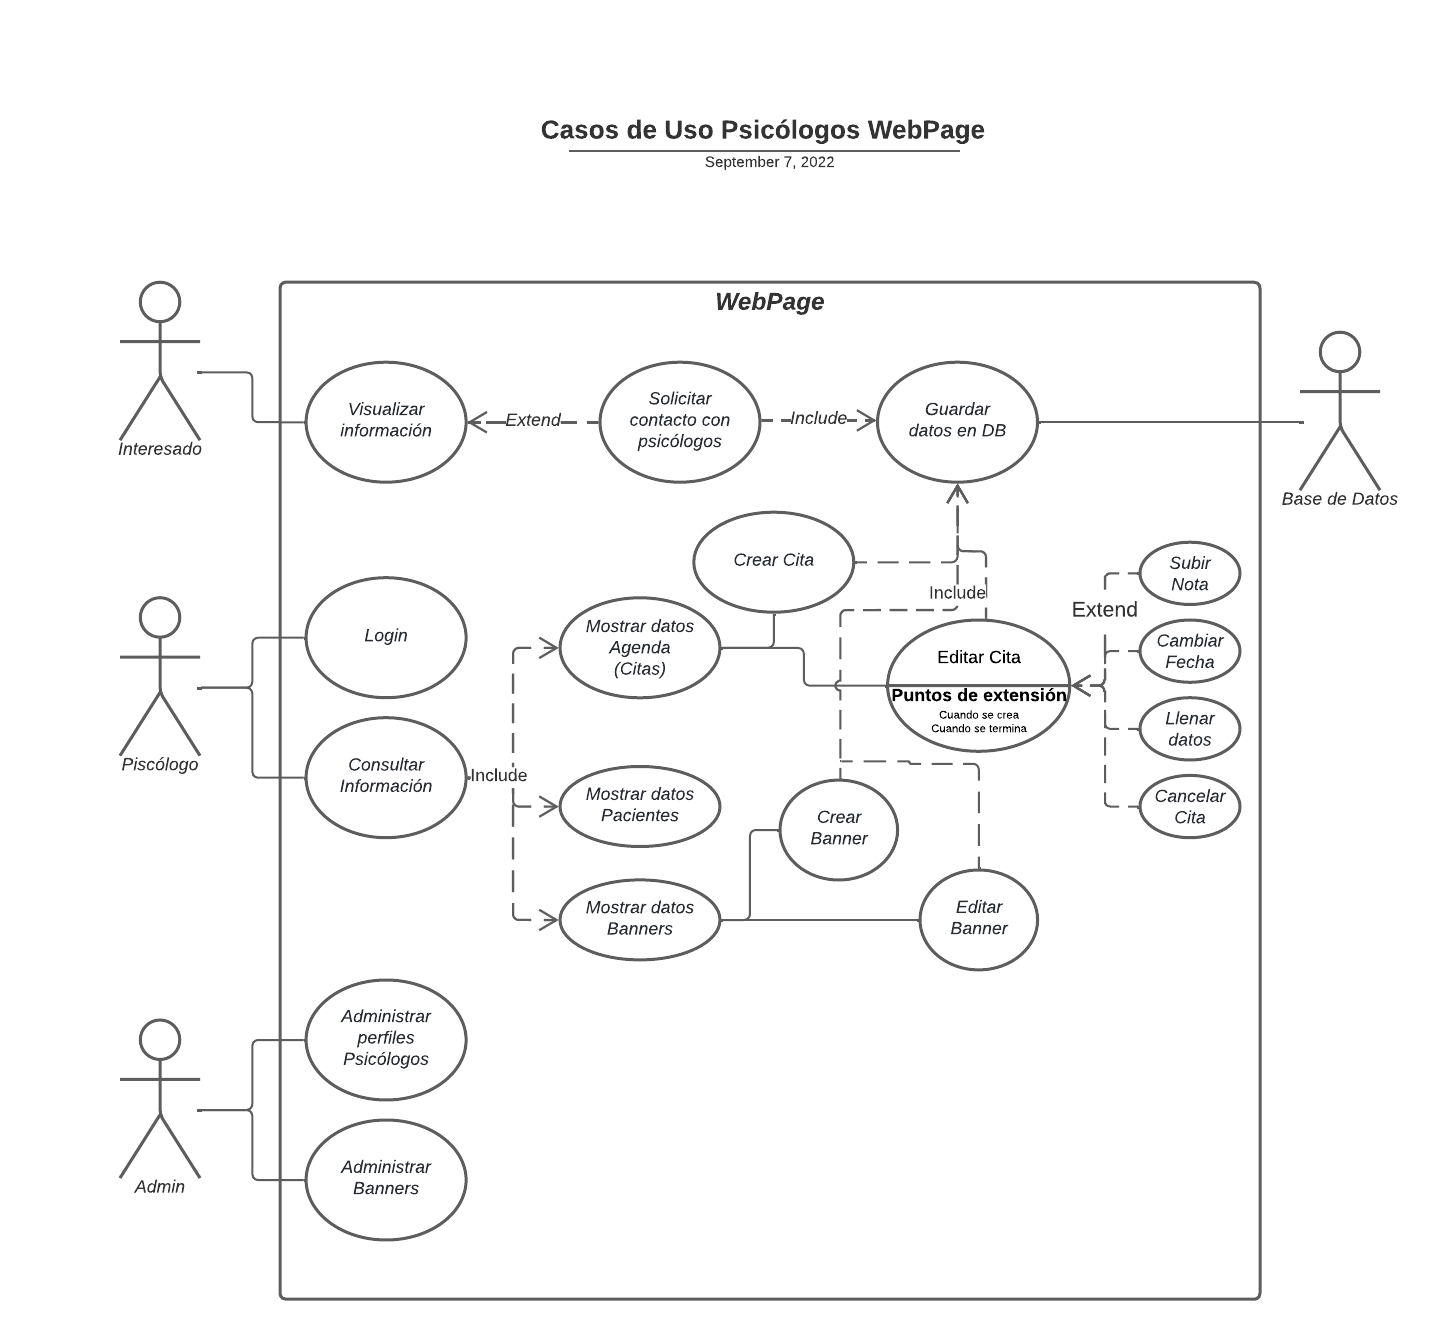 Casos de Uso Psicólogos WebPage
September 7, 2022
WebPage
Interesado
Visualizar
información
Extend
Solicitar
contacto con
psicólogos
Include
Guardar
datos en DB
Base de Datos
Crear Cita
Include
Piscólogo
Login
Consultar
Información
Include
Mostrar datos
Agenda
(Citas)
Editar Cita
Puntos de extensión
Cuando se crea
Cuando se termina
Extend
Subir
Nota
Cambiar
Fecha
Llenar
datos
Cancelar
Cita
Mostrar datos
Pacientes
Crear
Banner
Mostrar datos
Banners
Editar
Banner
Admin
Administrar
perfiles
Psicólogos
Administrar
Banners